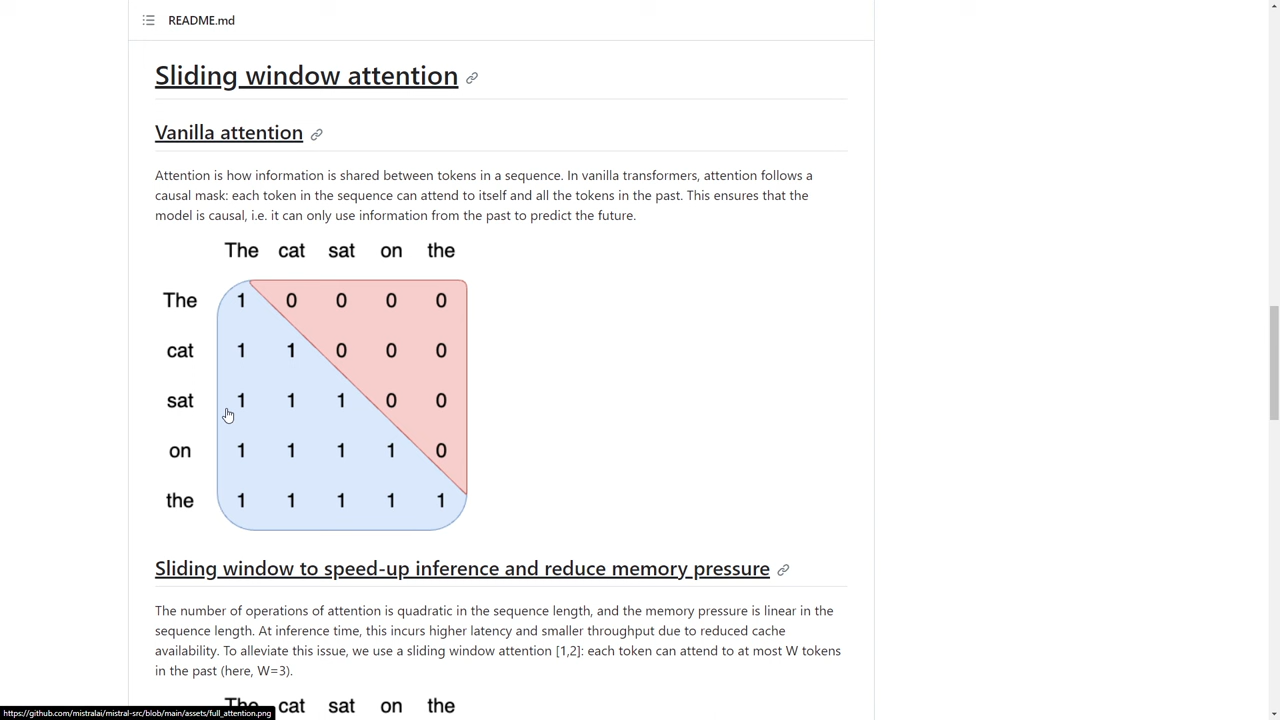 README.md
Sliding window attention
Vanilla attention
Attention is how information is shared between tokens in a sequence. In vanilla transformers, attention follows a
causal mask: each token in the sequence can attend to itself and all the tokens in the past. This ensures that the
model is causal, i.e. it can only use information from the past to predict the future.
The cat sat on the
The 1 0 0 0 0
cat 1 1 0 0 0
sat 1 1 1 0 0
on 1 1 1 1 0
the 1 1 1 1 1
Sliding window to speed-up inference and reduce memory pressure
The number of operations of attention is quadratic in the sequence length, and the memory pressure is linear in the
sequence length. At inference time, this incurs higher latency and smaller throughput due to reduced cache
availability. To alleviate this issue, we use a sliding window attention [1,2]: each token can attend to at most W tokens
in the past (here, W=3).
The cat sat on the
https://github.com/mistralai/mistral-src/blob/main/assets/full_attention.png